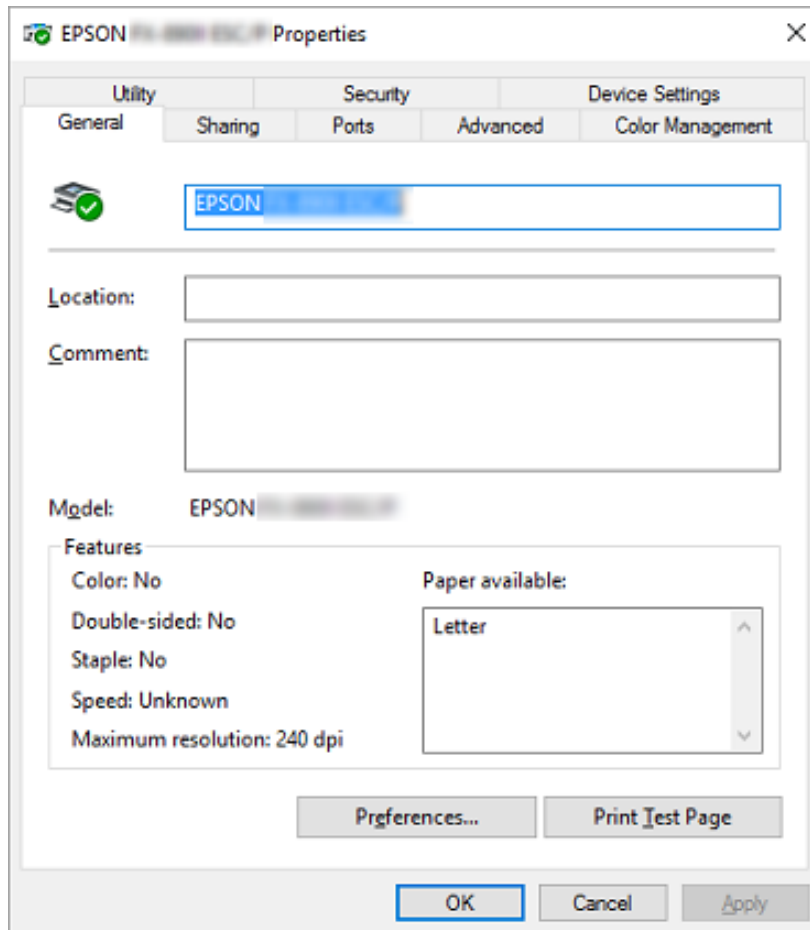 EPSON Properties
Utility Security Device Settings
General Sharing Ports Advanced Color Management
EPSON
Location:
Comment:
Model: EPSON
Features
Color: No
Double-sided: No
Staple: No
Speed: Unknown
Maximum resolution: 240 dpi
Paper available:
Letter
Preferences... Print Test Page
OK Cancel Apply